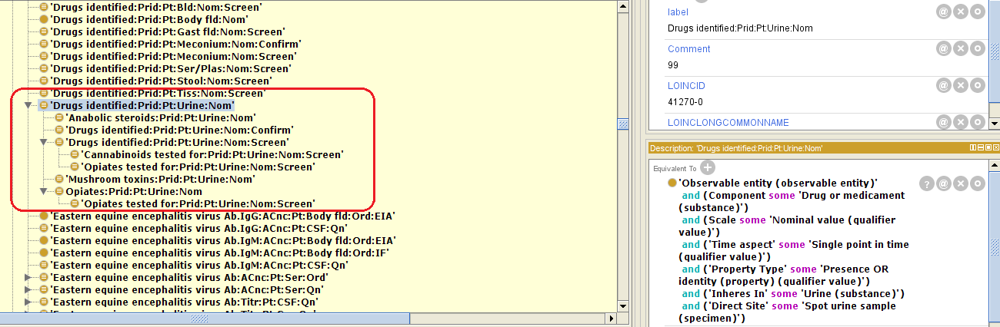 'Drugs identified:Prid:Pt:Bld:Nom:Screen'
'Drugs identified:Prid:Pt:Body fld:Nom'
'Drugs identified:Prid:Pt:Gast fld:Nom:Screen'
'Drugs identified:Prid:Pt:Meconium:Nom:Confirm'
'Drugs identified:Prid:Pt:Meconium:Nom:Screen'
'Drugs identified:Prid:Pt:Ser/Plas:Nom:Screen'
'Drugs identified:Prid:Pt:Stool:Nom:Screen'
'Drugs identified:Prid:Pt:Tiss:Nom:Screen'
'Drugs identified:Prid:Pt:Urine:Nom'
'Anabolic steroids:Prid:Pt:Urine:Nom'
'Drugs identified:Prid:Pt:Urine:Nom:Confirm'
'Drugs identified:Prid:Pt:Urine:Nom:Screen'
'Cannabinoids tested for:Prid:Pt:Urine:Nom:Screen'
'Opiates tested for:Prid:Pt:Urine:Nom:Screen'
'Mushroom toxins:Prid:Pt:Urine:Nom'
Opiates:Prid:Pt:Urine:Nom
'Opiates tested for:Prid:Pt:Urine:Nom:Screen'
'Eastern equine encephalitis virus Ab.IgG:ACnc:Pt:Body fld:Ord:EIA'
'Eastern equine encephalitis virus Ab.IgG:ACnc:Pt:CSF:Qn'
'Eastern equine encephalitis virus Ab.IgM:ACnc:Pt:Body fld:Ord:EIA'
'Eastern equine encephalitis virus Ab.IgM:ACnc:Pt:Body fld:Ord:IF'
'Eastern equine encephalitis virus Ab.IgM:ACnc:Pt:CSF:Qn'
'Eastern equine encephalitis virus Ab:ACnc:Pt:Ser:Ord'
'Eastern equine encephalitis virus Ab:ACnc:Pt:Ser:Qn'
'Eastern equine encephalitis virus Ab:Titr:Pt:CSF:Qn'
label
Drugs identified:Prid:Pt:Urine:Nom
Comment
99
LOINCID
41270-0
LOINCLONGCOMMONNAME
Description: 'Drugs identified:Prid:Pt:Urine:Nom'
Equivalent To
'Observable entity (observable entity)'
and (Component some 'Drug or medicament
(substance)')
and (Scale some 'Nominal value (qualifier
value)')
and ('Time aspect' some 'Single point in time
(qualifier value)')
and ('Property Type' some 'Presence OR
identity (property) (qualifier value)')
and ('Inheres In' some 'Urine (substance)')
and ('Direct Site' some 'Spot urine sample
(specimen)')